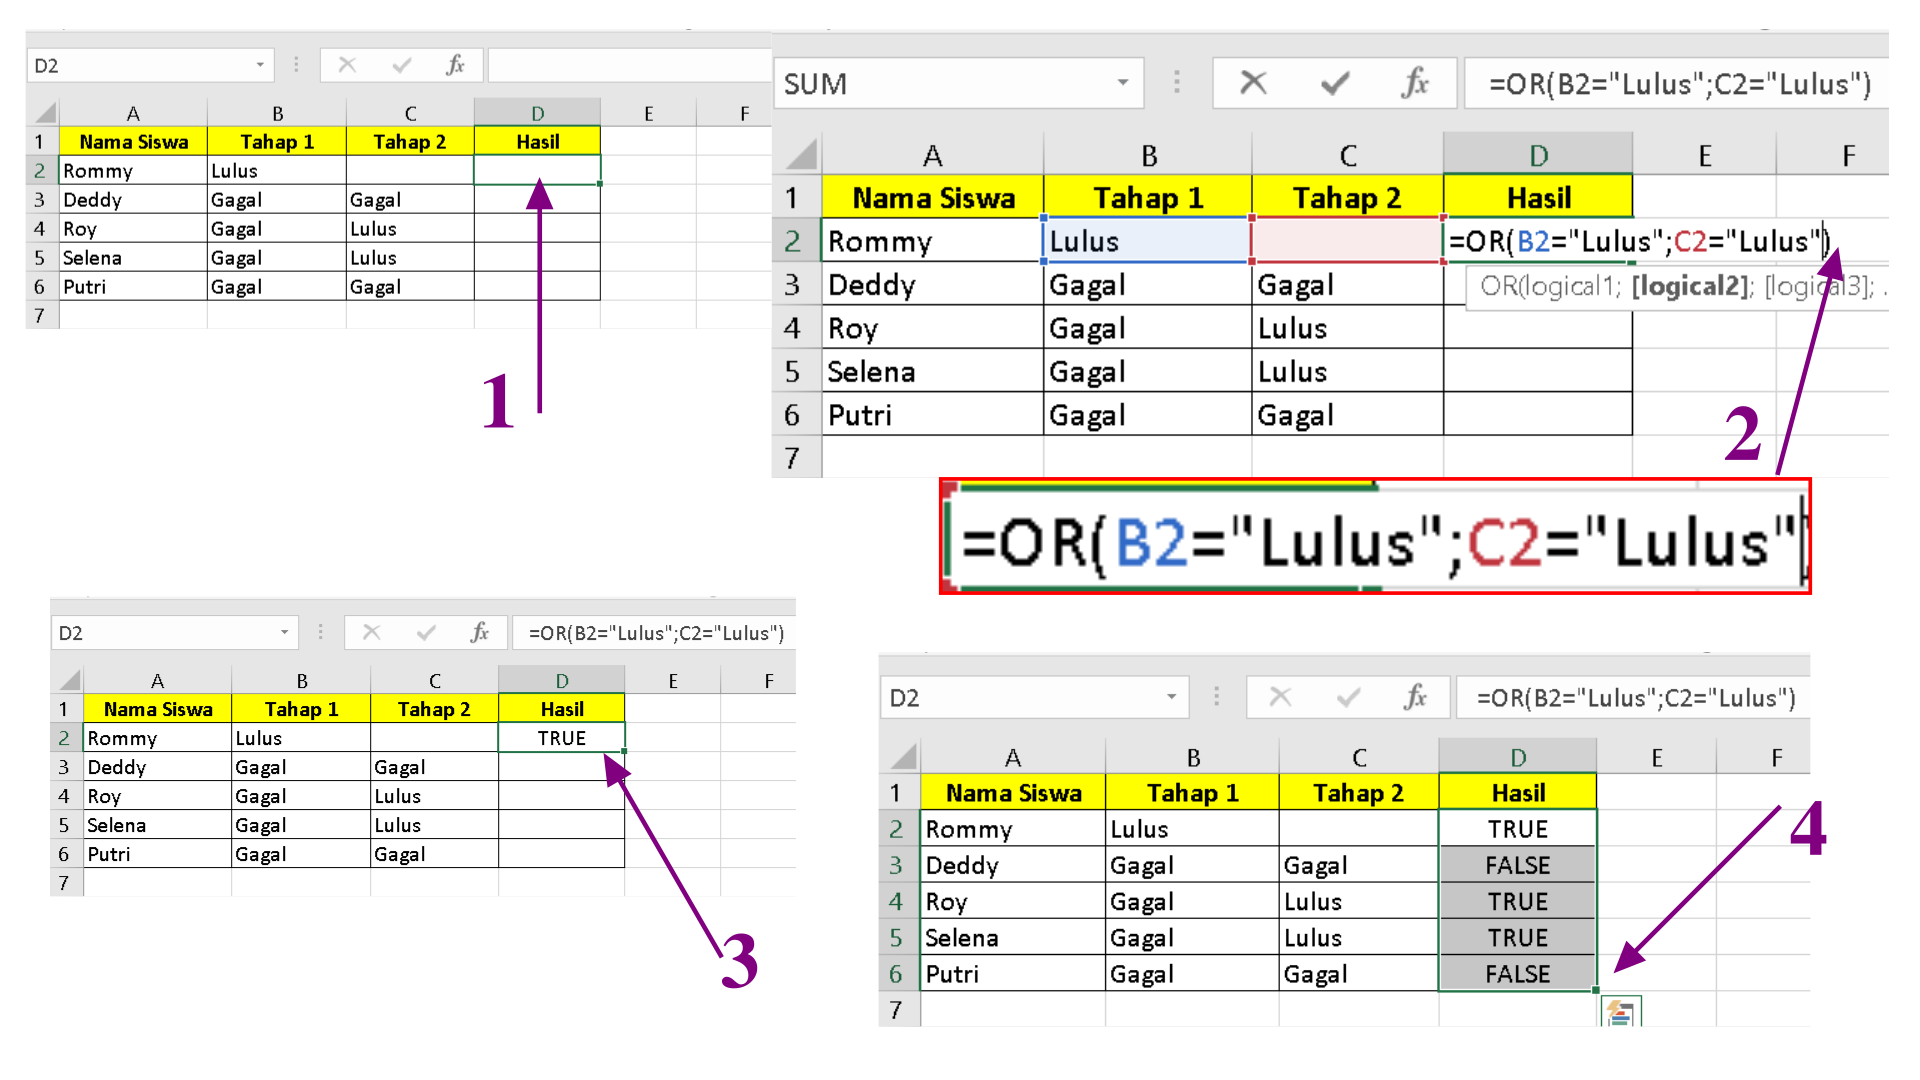 D2 fx
A B C D E F
1 Nama Siswa Tahap 1 Tahap 2 Hasil
2 Rommy Lulus
3 Deddy Gagal Gagal
4 Roy Gagal Lulus
5 Selena Gagal Lulus
6 Putri Gagal Gagal
7
1
SUM fx =OR(B2="Lulus";C2="Lulus")
A B C D E F
1 Nama Siswa Tahap 1 Tahap 2 Hasil
2 Rommy Lulus =OR(B2="Lulus";C2="Lulus")
3 Deddy Gagal Gagal OR(logical1; [logical2]; [logical3]; .
4 Roy Gagal Lulus
5 Selena Gagal Lulus
6 Putri Gagal Gagal
7
2
=OR(B2="Lulus";C2="Lulus"
D2 fx =OR(B2="Lulus";C2="Lulus")
A B C D E F
1 Nama Siswa Tahap 1 Tahap 2 Hasil
2 Rommy Lulus TRUE
3 Deddy Gagal Gagal
4 Roy Gagal Lulus
5 Selena Gagal Lulus
6 Putri Gagal Gagal
7
3
D2 fx =OR(B2="Lulus";C2="Lulus")
A B C D E F
1 Nama Siswa Tahap 1 Tahap 2 Hasil
2 Rommy Lulus TRUE
3 Deddy Gagal Gagal FALSE
4 Roy Gagal Lulus TRUE
5 Selena Gagal Lulus TRUE
6 Putri Gagal Gagal FALSE
7
4